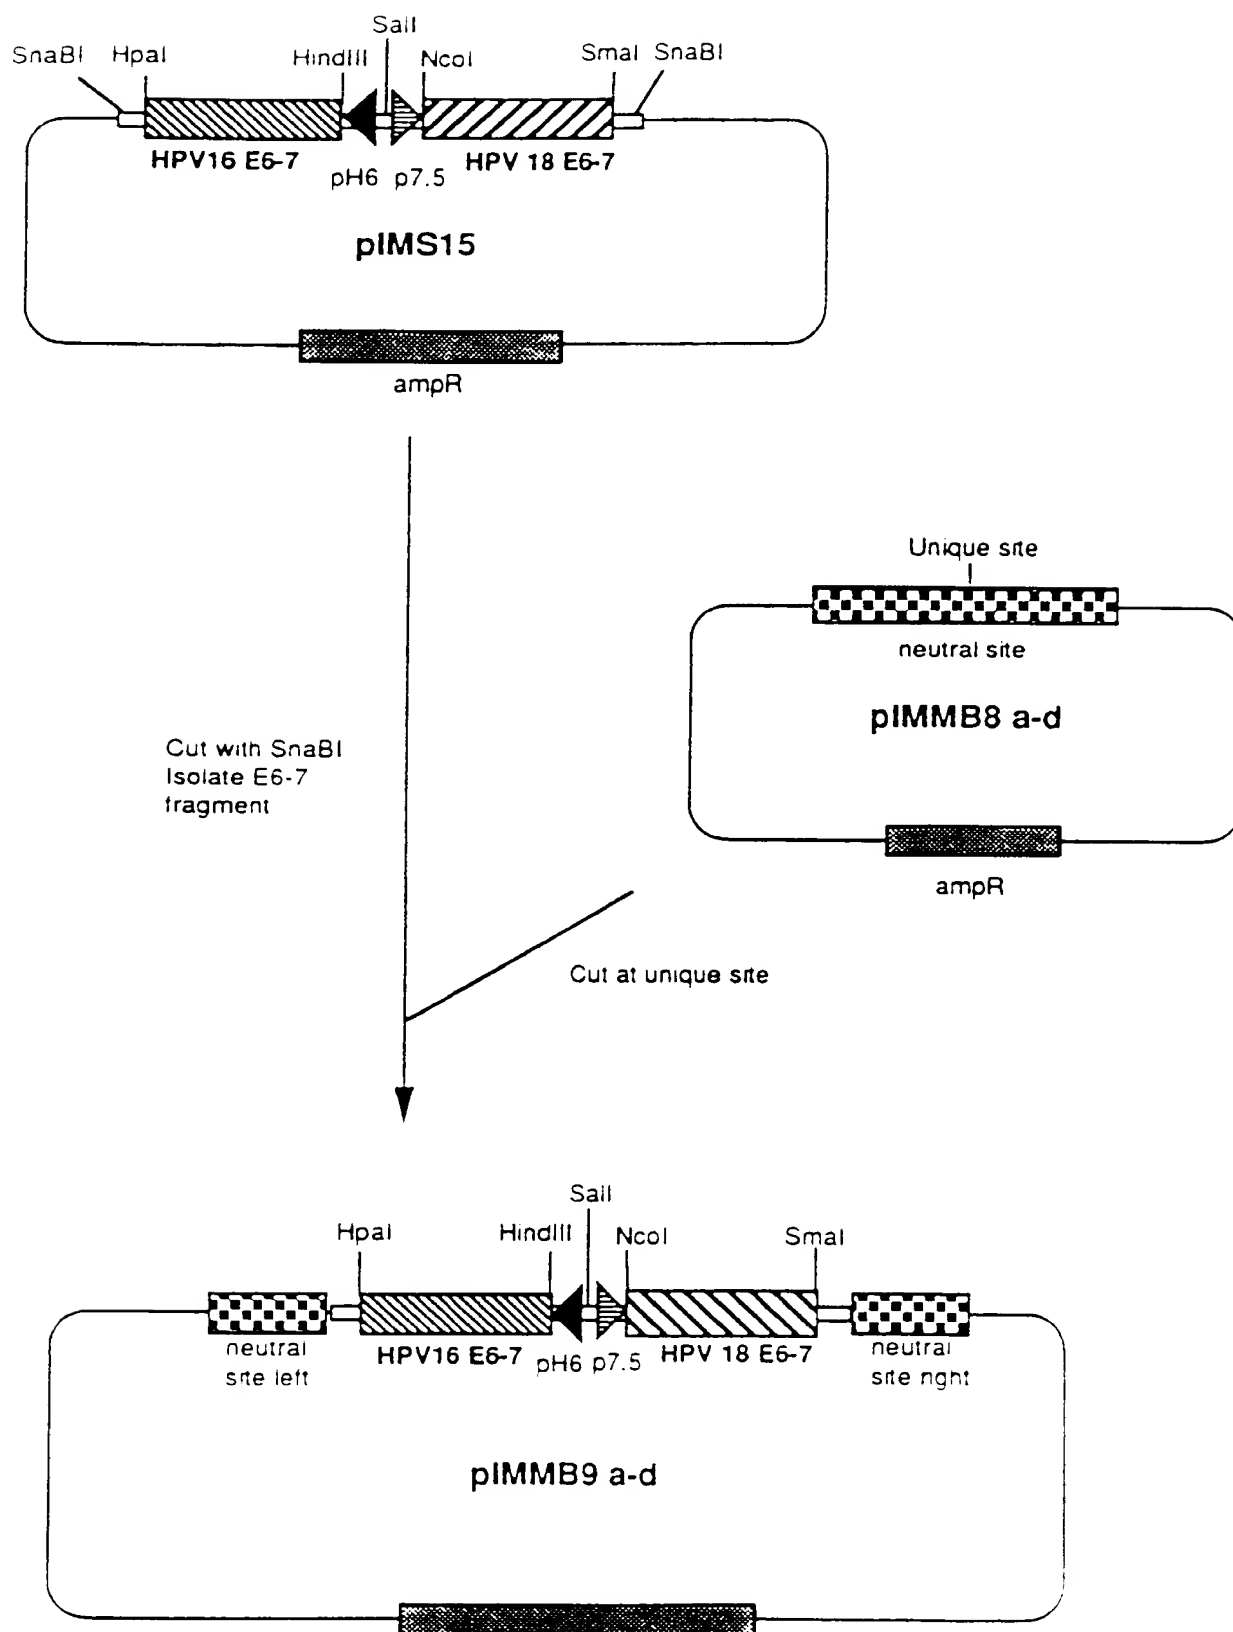 SalI
SnaBI HpaI HindIII NcoI SmaI SnaBI
HPV16 E6-7 pH6 p7.5 HPV 18 E6-7
pIMS15
ampR
Unique site
neutral site
pIMMB8 a-d
Cut with SnaBI
Isolate E6-7
fragment
ampR
Cut at unique site
SalI
HpaI HindIII NcoI SmaI
neutral
site left
HPV16 E6-7 pH6 p7.5 HPV 18 E6-7
neutral
site right
pIMMB9 a-d